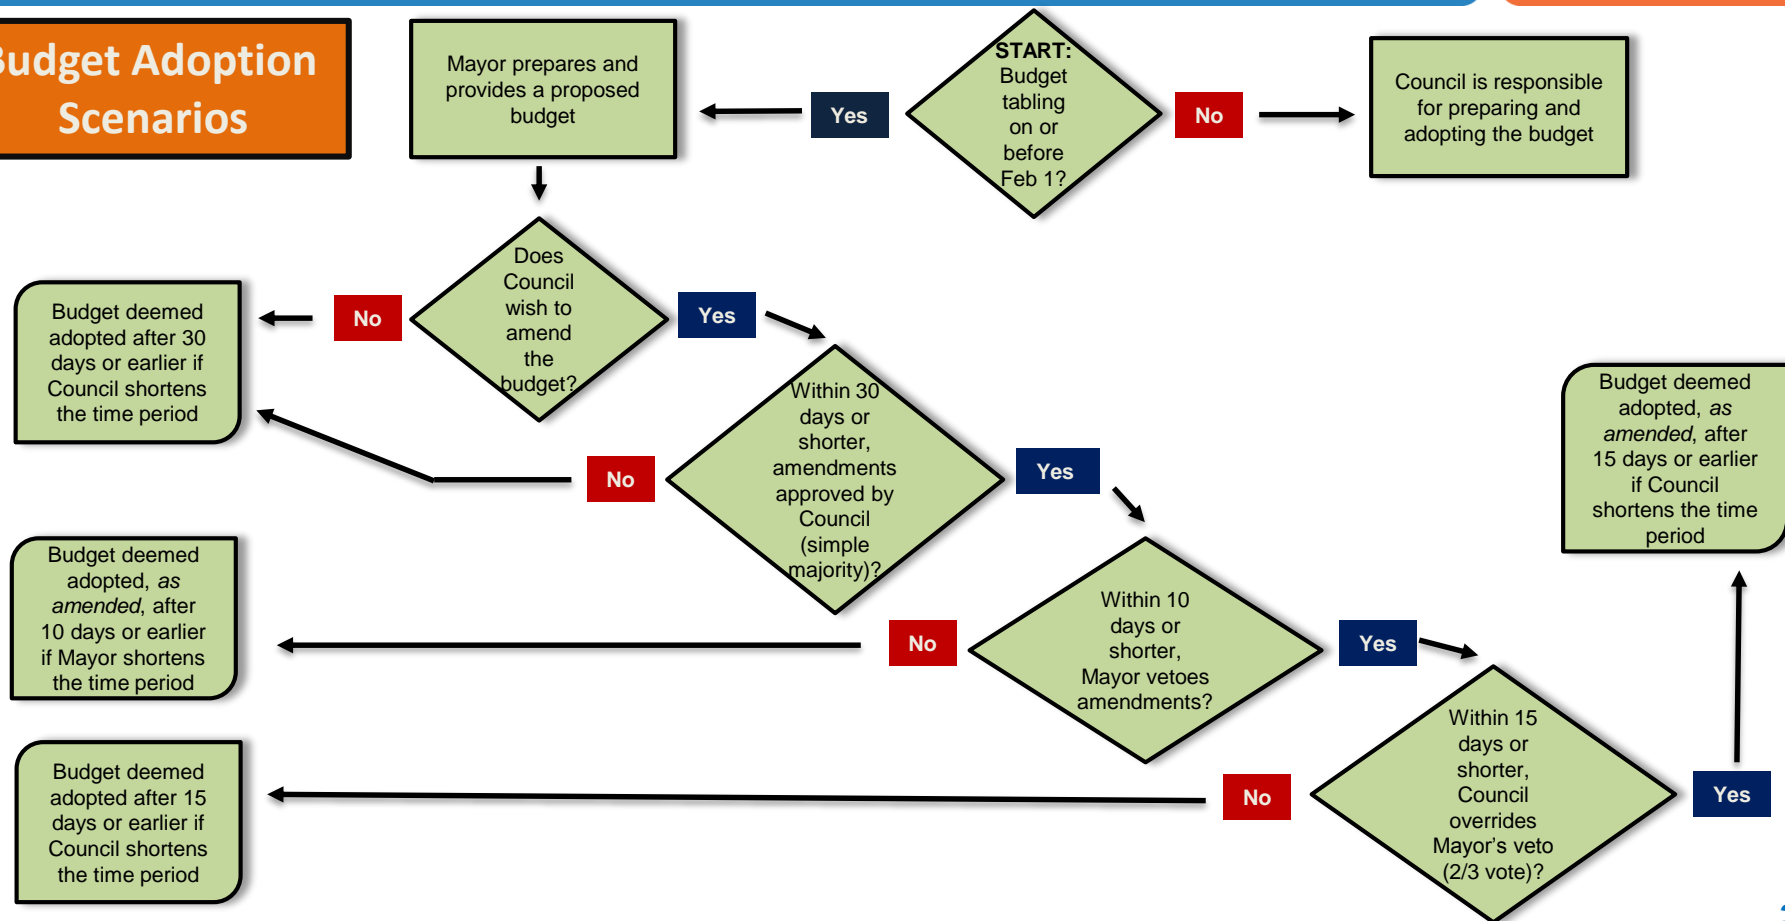 Budget Adoption
Scenarios
Mayor prepares and
provides a proposed
budget
Yes
START:
Budget
tabling
on or
before
Feb 1?
No
Council is responsible
for preparing and
adopting the budget
Budget deemed
adopted after 30
days or earlier if
Council shortens
the time period
No
Does
Council
wish to
amend
the
budget?
Yes
No
Within 30
days or
shorter,
amendments
approved by
Council
(simple
majority)?
Yes
Budget deemed
adopted, as
amended, after
15 days or earlier
if Council
shortens the time
period
Budget deemed
adopted, as
amended, after
10 days or earlier
if Mayor shortens
the time period
No
Within 10
days or
shorter,
Mayor vetoes
amendments?
Yes
Budget deemed
adopted after 15
days or earlier if
Council shortens
the time period
No
Within 15
days or
shorter,
Council
overrides
Mayor's veto
(2/3 vote)?
Yes